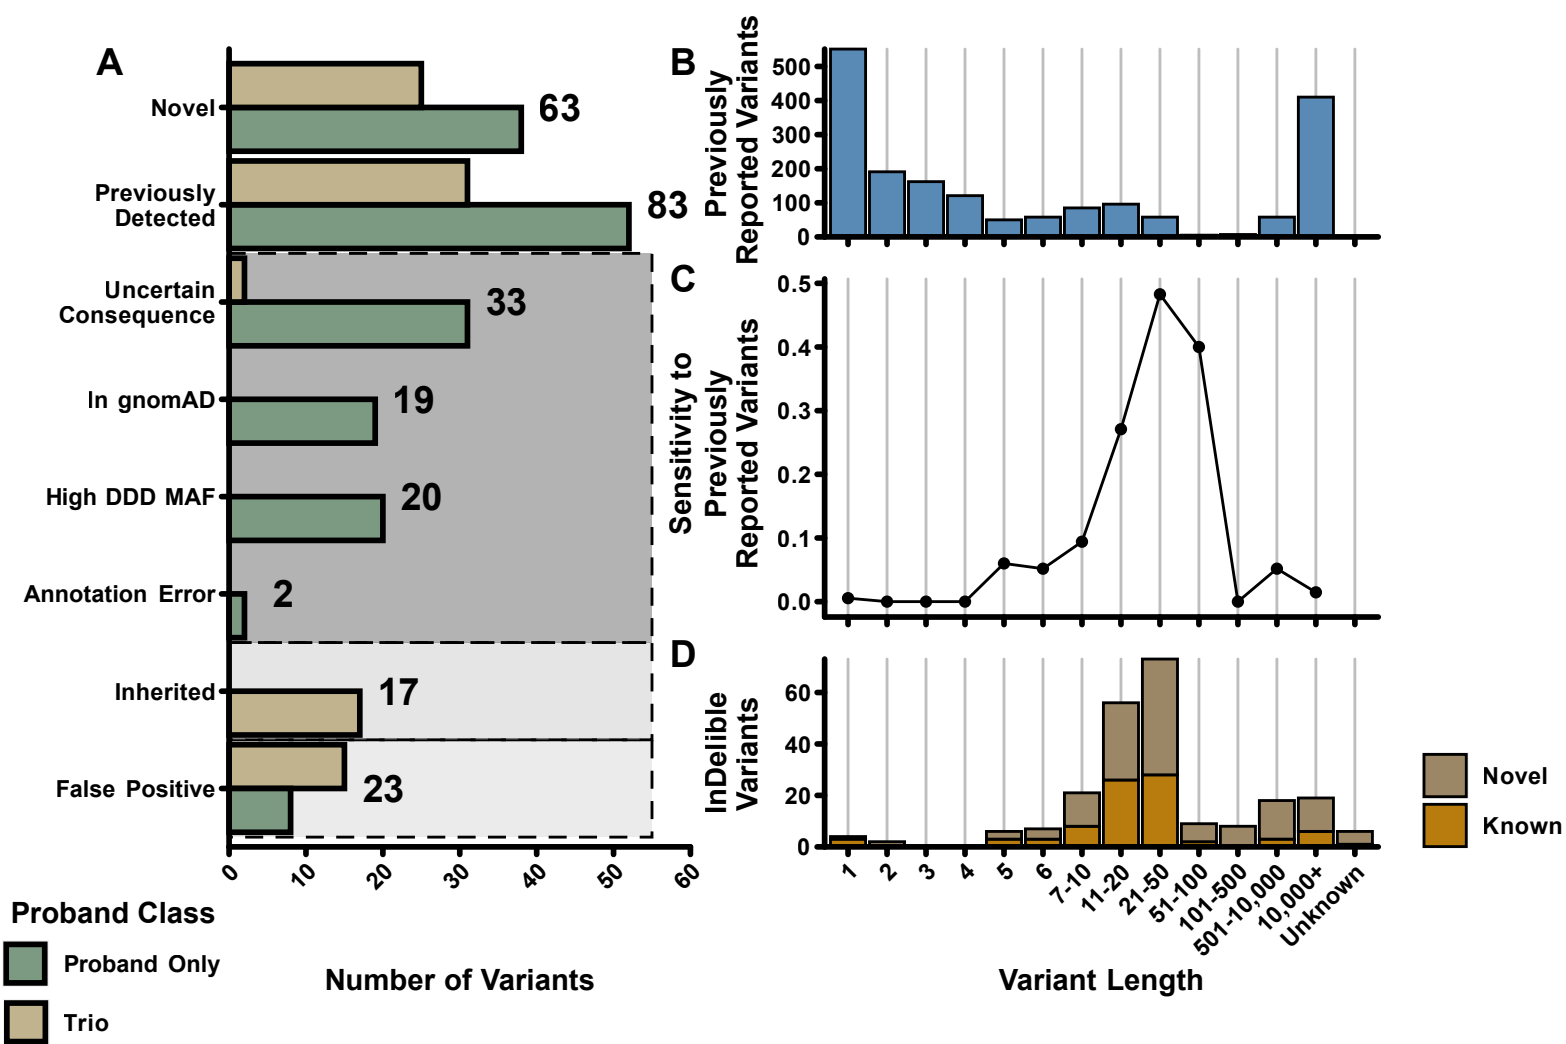 A
Novel
63
Previously
Detected
83
Uncertain
Consequence
33
In gnomAD
19
High DDD MAF
20
Annotation Error
2
Inherited
17
False Positive
23
0
10
20
30
40
50
60
Number of Variants
Proband Class
Proband Only
Trio
B
Previously
Reported Variants
500
400
300
200
100
0
C
Sensitivity to
Previously
Reported Variants
0.5
0.4
0.3
0.2
0.1
0.0
D
InDelible
Variants
60
40
20
0
1
2
3
4
5
6
7-10
11-20
21-50
51-100
101-500
501-10,000
10,000+
Unknown
Variant Length
Novel
Known